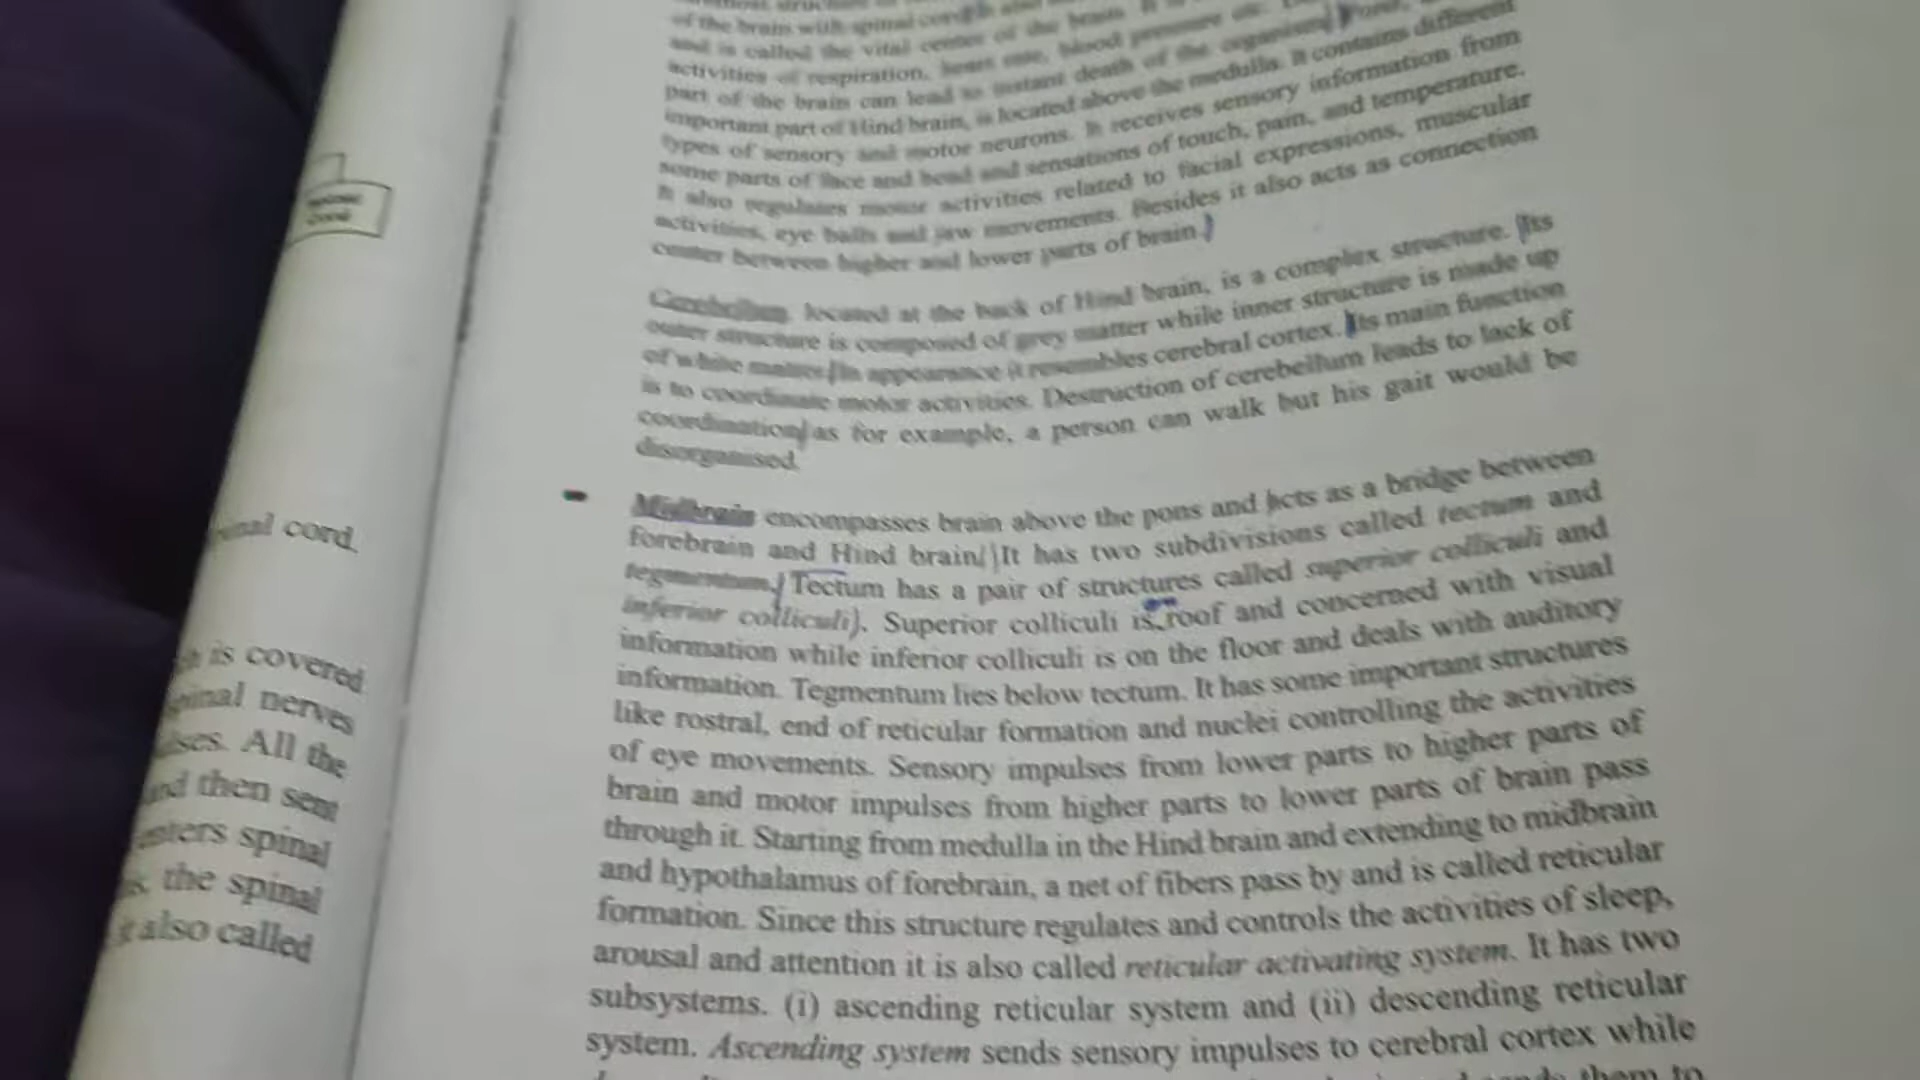 of the brain with spinal cord
and is called the vital center of the brain. It is
activities of respiration, heart rate, blood pressure etc.
part of the brain can lead to instant death of the organism. Pons,
important part of Hind brain, is located above the medulla. It contains different
types of sensory and motor neurons. It receives sensory information from
some parts of face and head and sensations of touch, pain, and temperature.
It also regulates motor activities related to facial expressions, muscular
activities, eye balls and jaw movements. Besides it also acts as connection
center between higher and lower parts of brain.
Cerebellum, located at the back of Hind brain, is a complex structure. Its
outer structure is composed of grey matter while inner structure is made up
of white matter. In appearance it resembles cerebral cortex. Its main function
is to coordinate motor activities. Destruction of cerebellum leads to lack of
coordination as for example, a person can walk but his gait would be
disorganised.
Midbrain encompasses brain above the pons and acts as a bridge between
forebrain and Hind brain. It has two subdivisions called tectum and
tegmentum. Tectum has a pair of structures called superior colliculi and
inferior colliculi). Superior colliculi is roof and concerned with visual
information while inferior colliculi is on the floor and deals with auditory
information. Tegmentum lies below tectum. It has some important structures
like rostral, end of reticular formation and nuclei controlling the activities
of eye movements. Sensory impulses from lower parts to higher parts of
brain and motor impulses from higher parts to lower parts of brain pass
through it. Starting from medulla in the Hind brain and extending to midbrain
and hypothalamus of forebrain, a net of fibers pass by and is called reticular
formation. Since this structure regulates and controls the activities of sleep,
arousal and attention it is also called reticular activating system. It has two
subsystems. (i) ascending reticular system and (ii) descending reticular
system. Ascending system sends sensory impulses to cerebral cortex while
them to
Cord
cord.
is covered
nerves
All the
then sent
spinal
the spinal
also called